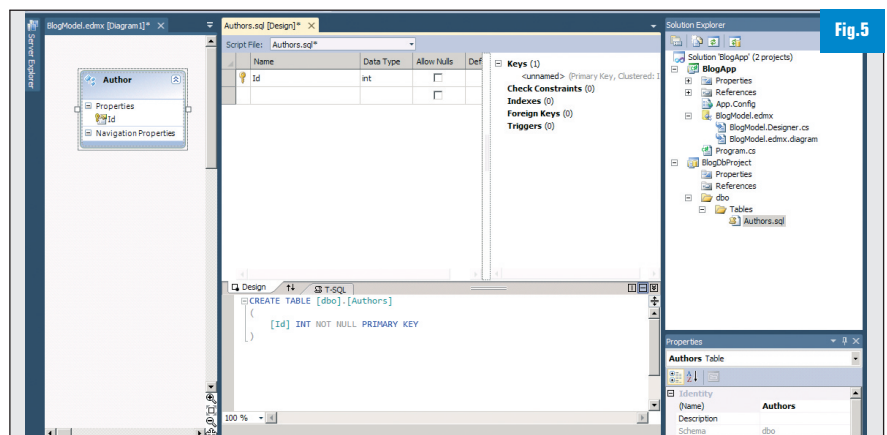 Fig.5
Server Explorer
BlogModel.edmx [Diagram1]*
Author
Properties
Id
Navigation Properties
Authors.sql [Design]*
Script File: Authors.sql*
Name Data Type Allow Nulls Def
Id int
Keys (1)
<unnamed> (Primary Key, Clustered: I
Check Constraints (0)
Indexes (0)
Foreign Keys (0)
Triggers (0)
Design T-SQL
CREATE TABLE [dbo].[Authors]
(
[Id] INT NOT NULL PRIMARY KEY
)
100 %
Solution Explorer
Solution 'BlogApp' (2 projects)
BlogApp
Properties
References
App.Config
BlogModel.edmx
BlogModel.Designer.cs
BlogModel.edmx.diagram
Program.cs
BlogDbProject
Properties
References
dbo
Tables
Authors.sql
Properties
Authors Table
Identity
(Name) Authors
Description
Schema dbo